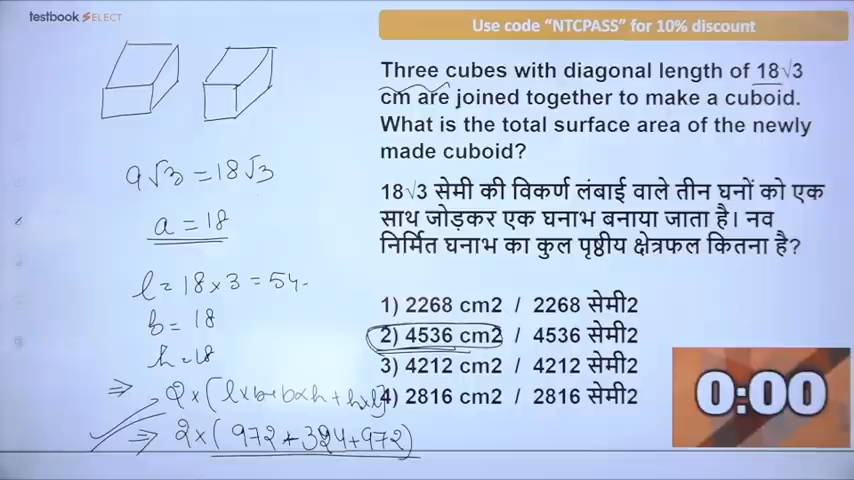 testbook SELECT
Use code “NTCPASS” for 10% discount
Three cubes with diagonal length of 18√3
cm are joined together to make a cuboid.
What is the total surface area of the newly
made cuboid?
18√3 सेमी की विकर्ण लंबाई वाले तीन घनों को एक
साथ जोड़कर एक घनाभ बनाया जाता है। नव
निर्मित घनाभ का कुल पृष्ठीय क्षेत्रफल कितना है?
1) 2268 cm2 / 2268 सेमी2
2) 4536 cm2 / 4536 सेमी2
3) 4212 cm2 / 4212 सेमी2
4) 2816 cm2 / 2816 सेमी2
a√3 = 18√3
a = 18
l = 18 × 3 = 54
b = 18
h = 18
⇒ 2 × (l×b+b×h+h×l)
⇒ 2 × (972 + 324 + 972)
0:00